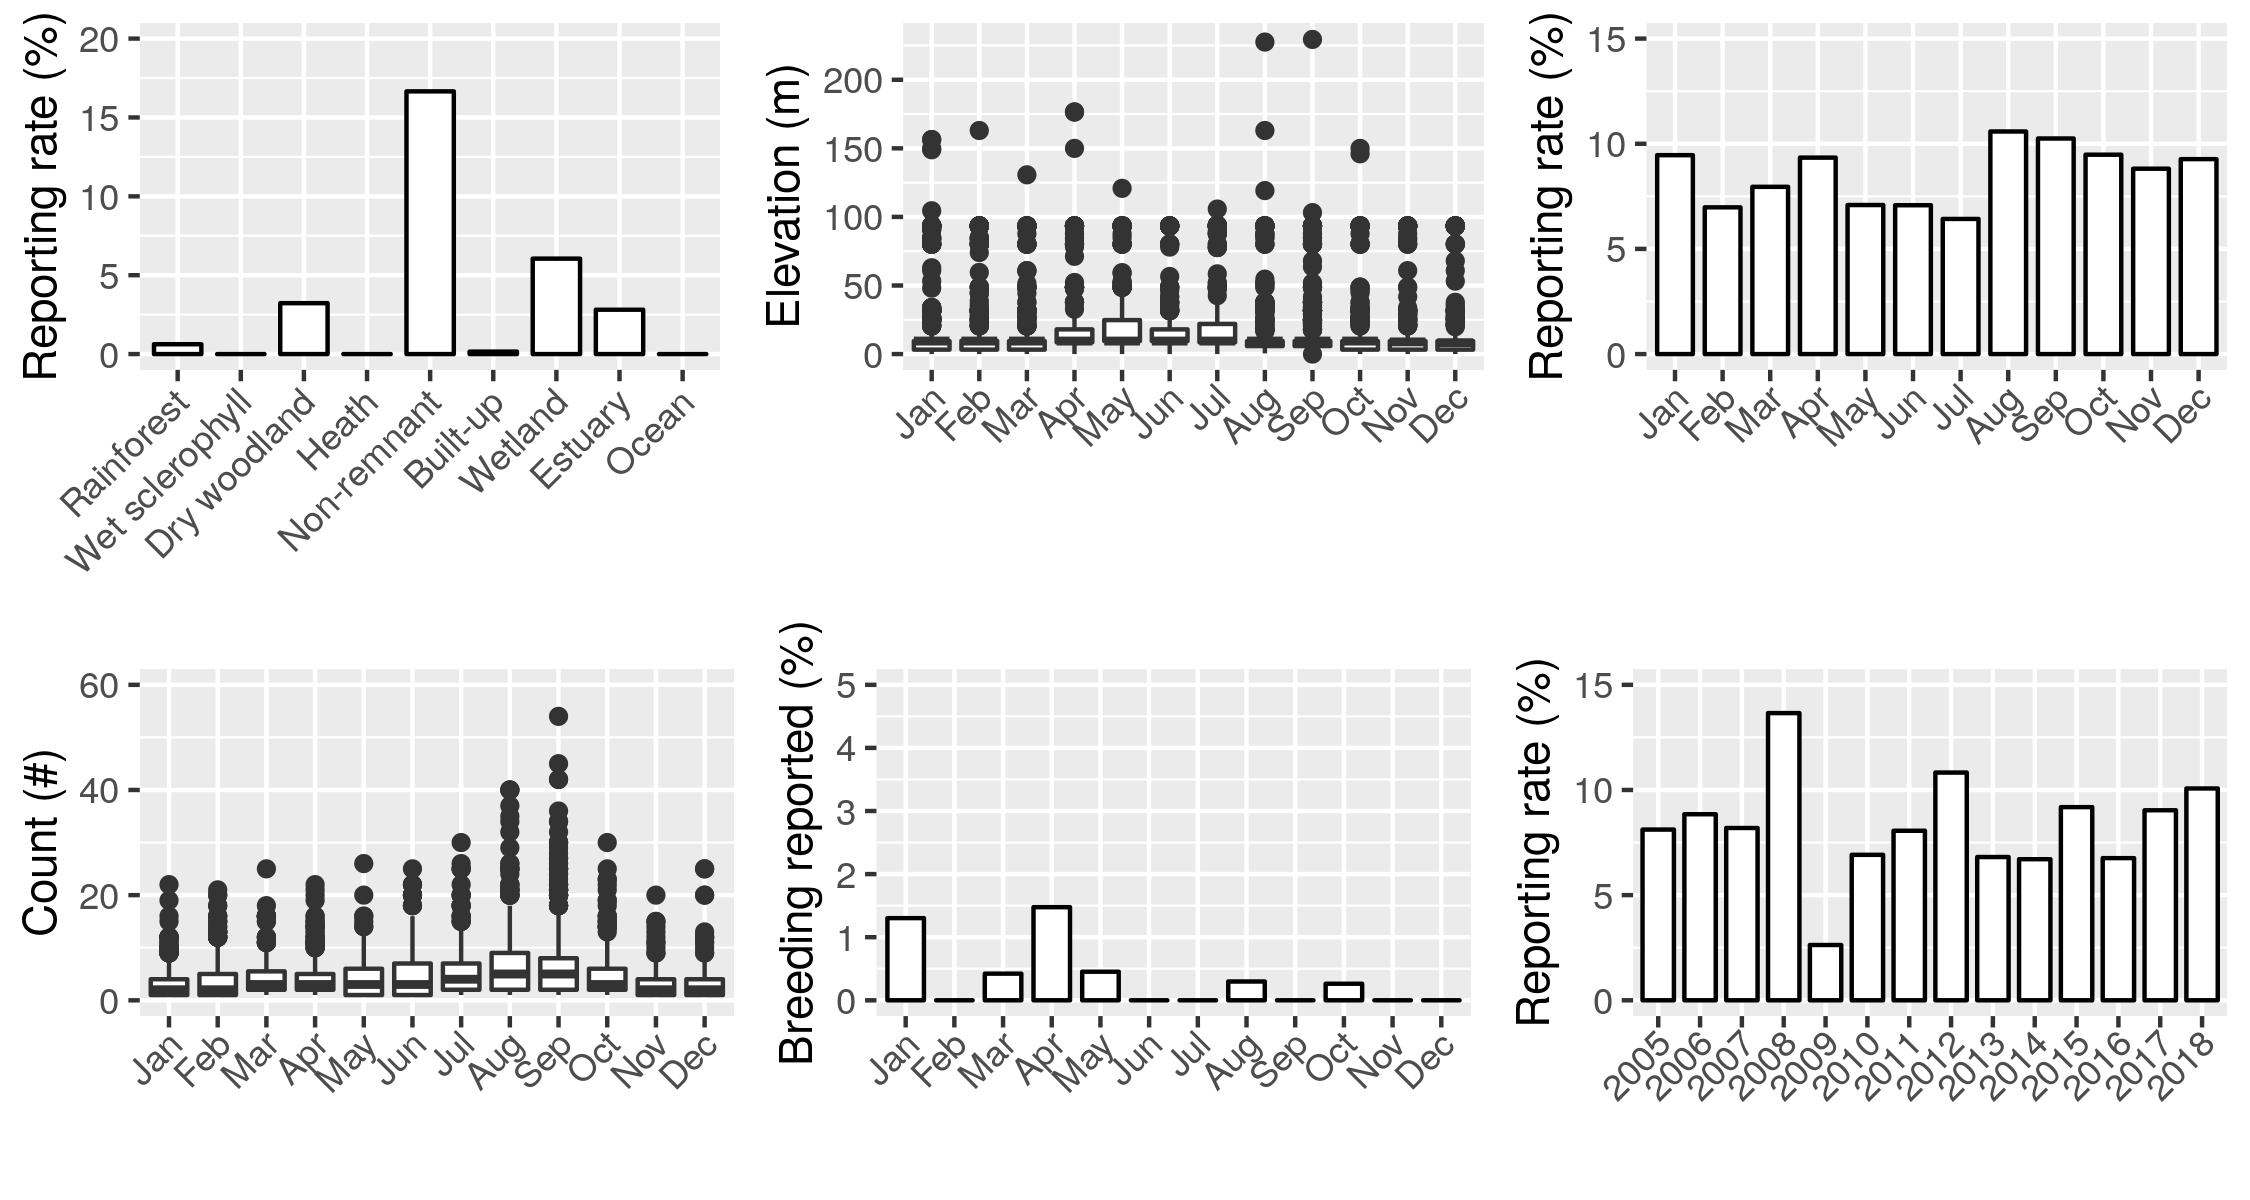 Reporting rate (%)
20
15
10
5
0
Rainforest
Wet sclerophyll
Dry woodland
Heath
Non-remnant
Built-up
Wetland
Estuary
Ocean
Elevation (m)
200
150
100
50
0
Jan
Feb
Mar
Apr
May
Jun
Jul
Aug
Sep
Oct
Nov
Dec
Reporting rate (%)
15
10
5
0
Jan
Feb
Mar
Apr
May
Jun
Jul
Aug
Sep
Oct
Nov
Dec
Count (#)
60
40
20
0
Jan
Feb
Mar
Apr
May
Jun
Jul
Aug
Sep
Oct
Nov
Dec
Breeding reported (%)
5
4
3
2
1
0
Jan
Feb
Mar
Apr
May
Jun
Jul
Aug
Sep
Oct
Nov
Dec
Reporting rate (%)
15
10
5
0
2005
2006
2007
2008
2009
2010
2011
2012
2013
2014
2015
2016
2017
2018